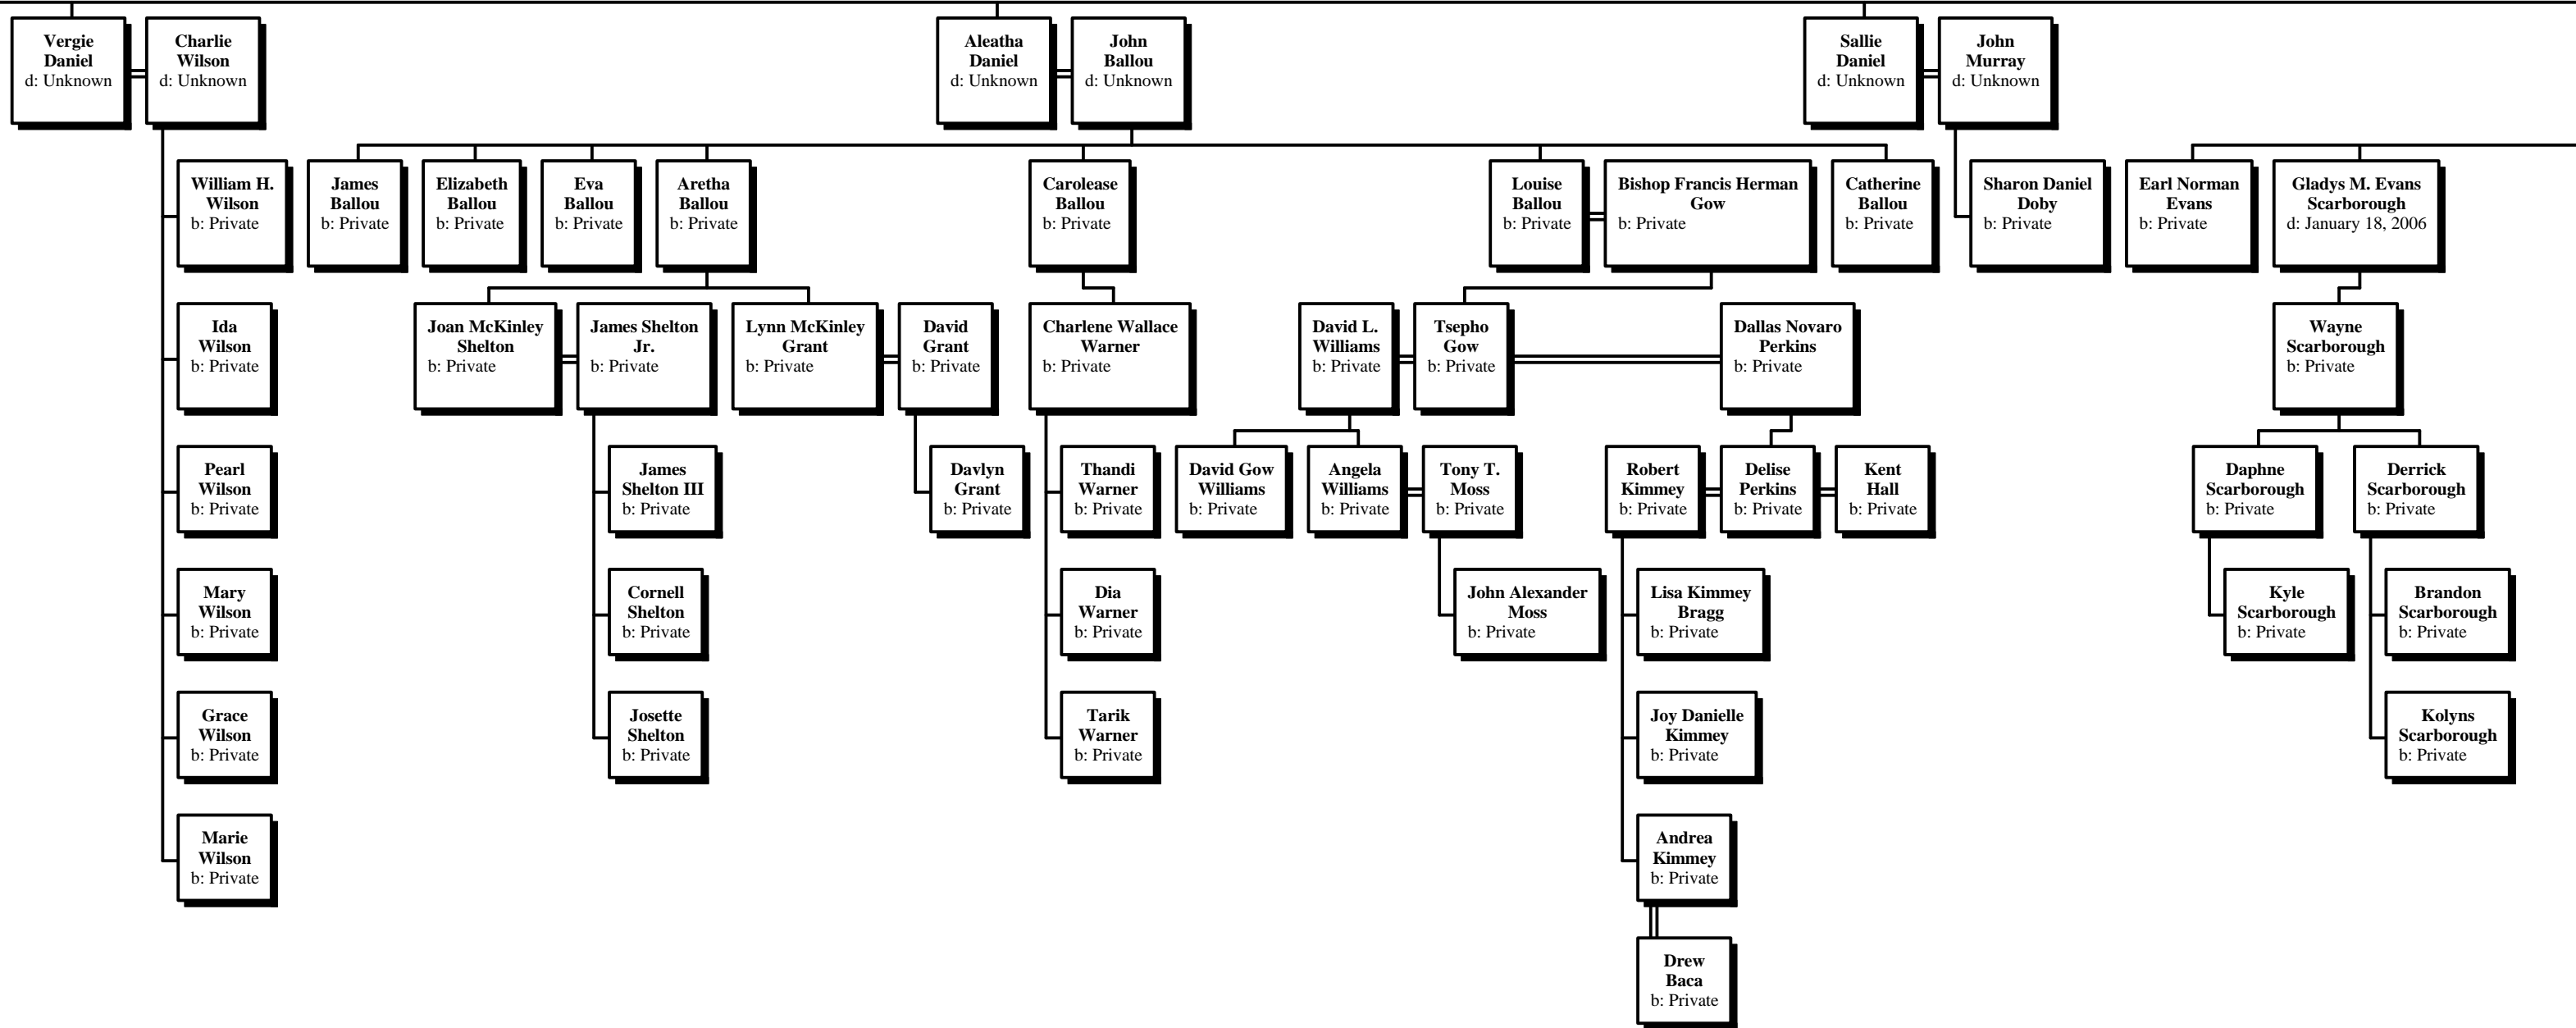 Vergie
Daniel
d: Unknown
Charlie
Wilson
d: Unknown
Aleatha
Daniel
d: Unknown
John
Ballou
d: Unknown
Sallie
Daniel
d: Unknown
John
Murray
d: Unknown
William H.
Wilson
b: Private
James
Ballou
b: Private
Elizabeth
Ballou
b: Private
Eva
Ballou
b: Private
Aretha
Ballou
b: Private
Carolease
Ballou
b: Private
Louise
Ballou
b: Private
Bishop Francis Herman
Gow
b: Private
Catherine
Ballou
b: Private
Sharon Daniel
Doby
b: Private
Earl Norman
Evans
b: Private
Gladys M. Evans
Scarborough
d: January 18, 2006
Ida
Wilson
b: Private
Joan McKinley
Shelton
b: Private
James Shelton
Jr.
b: Private
Lynn McKinley
Grant
b: Private
David
Grant
b: Private
Charlene Wallace
Warner
b: Private
David L.
Williams
b: Private
Tsepho
Gow
b: Private
Dallas Novaro
Perkins
b: Private
Wayne
Scarborough
b: Private
Pearl
Wilson
b: Private
James
Shelton III
b: Private
Davlyn
Grant
b: Private
Thandi
Warner
b: Private
David Gow
Williams
b: Private
Angela
Williams
b: Private
Tony T.
Moss
b: Private
Robert
Kimmey
b: Private
Delise
Perkins
b: Private
Kent
Hall
b: Private
Daphne
Scarborough
b: Private
Derrick
Scarborough
b: Private
Mary
Wilson
b: Private
Cornell
Shelton
b: Private
Dia
Warner
b: Private
John Alexander
Moss
b: Private
Lisa Kimmey
Bragg
b: Private
Kyle
Scarborough
b: Private
Brandon
Scarborough
b: Private
Grace
Wilson
b: Private
Josette
Shelton
b: Private
Tarik
Warner
b: Private
Joy Danielle
Kimmey
b: Private
Kolyns
Scarborough
b: Private
Marie
Wilson
b: Private
Andrea
Kimmey
b: Private
Drew
Baca
b: Private